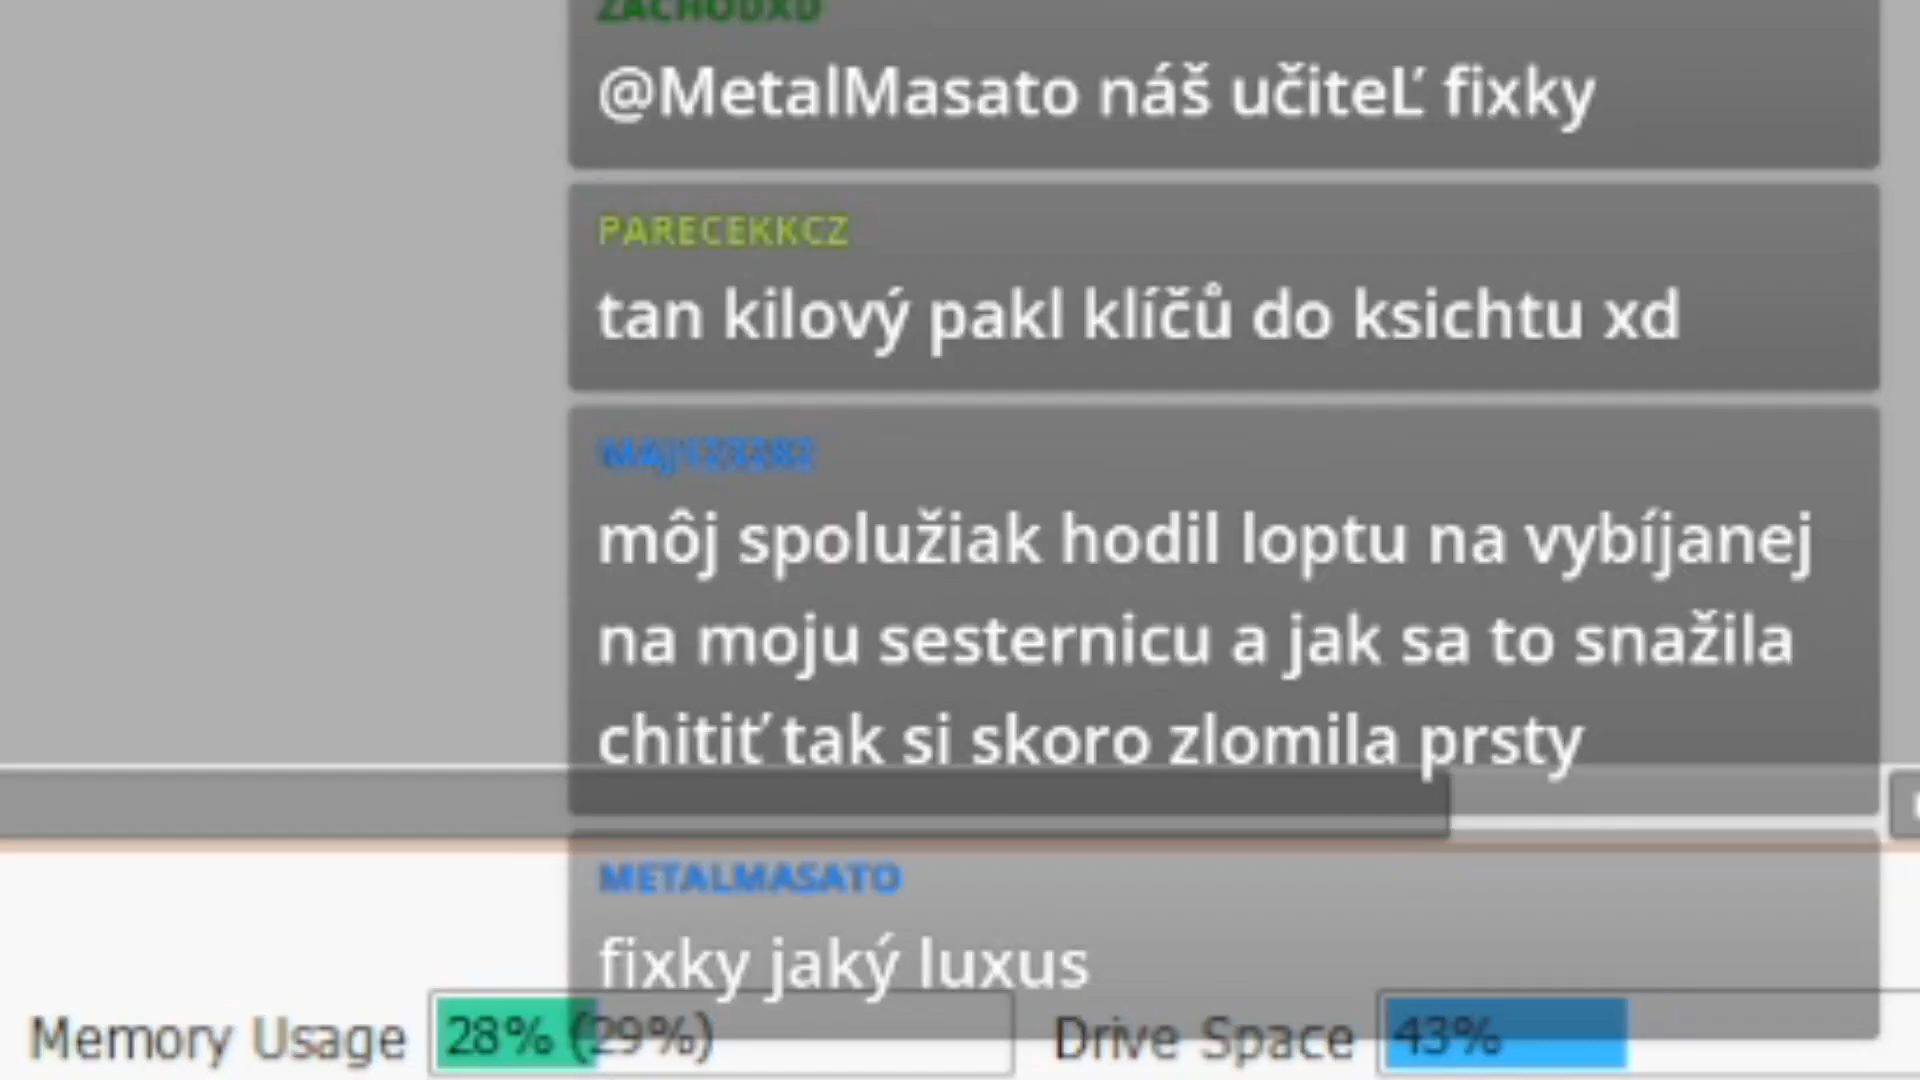 ZACHODXD
@MetalMasato náš učiteĽ fixky
PARECEKKCZ
tan kilový pakl klíčů do ksichtu xd
môj spolužiak hodil loptu na vybíjanej
na moju sesternicu a jak sa to snažila
chitiť tak si skoro zlomila prsty
METALMASATO
fixky jaký luxus
Memory Usage 28% (29%) Drive Space 43%